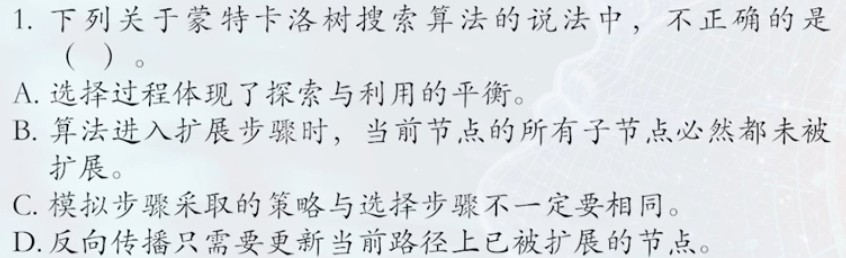 1. 下列关于蒙特卡洛树搜索算法的说法中，不正确的是
（ ）。
A. 选择过程体现了探索与利用的平衡。
B. 算法进入扩展步骤时，当前节点的所有子节点必然都未被
扩展。
C. 模拟步骤采取的策略与选择步骤不一定要相同。
D. 反向传播只需要更新当前路径上已被扩展的节点。